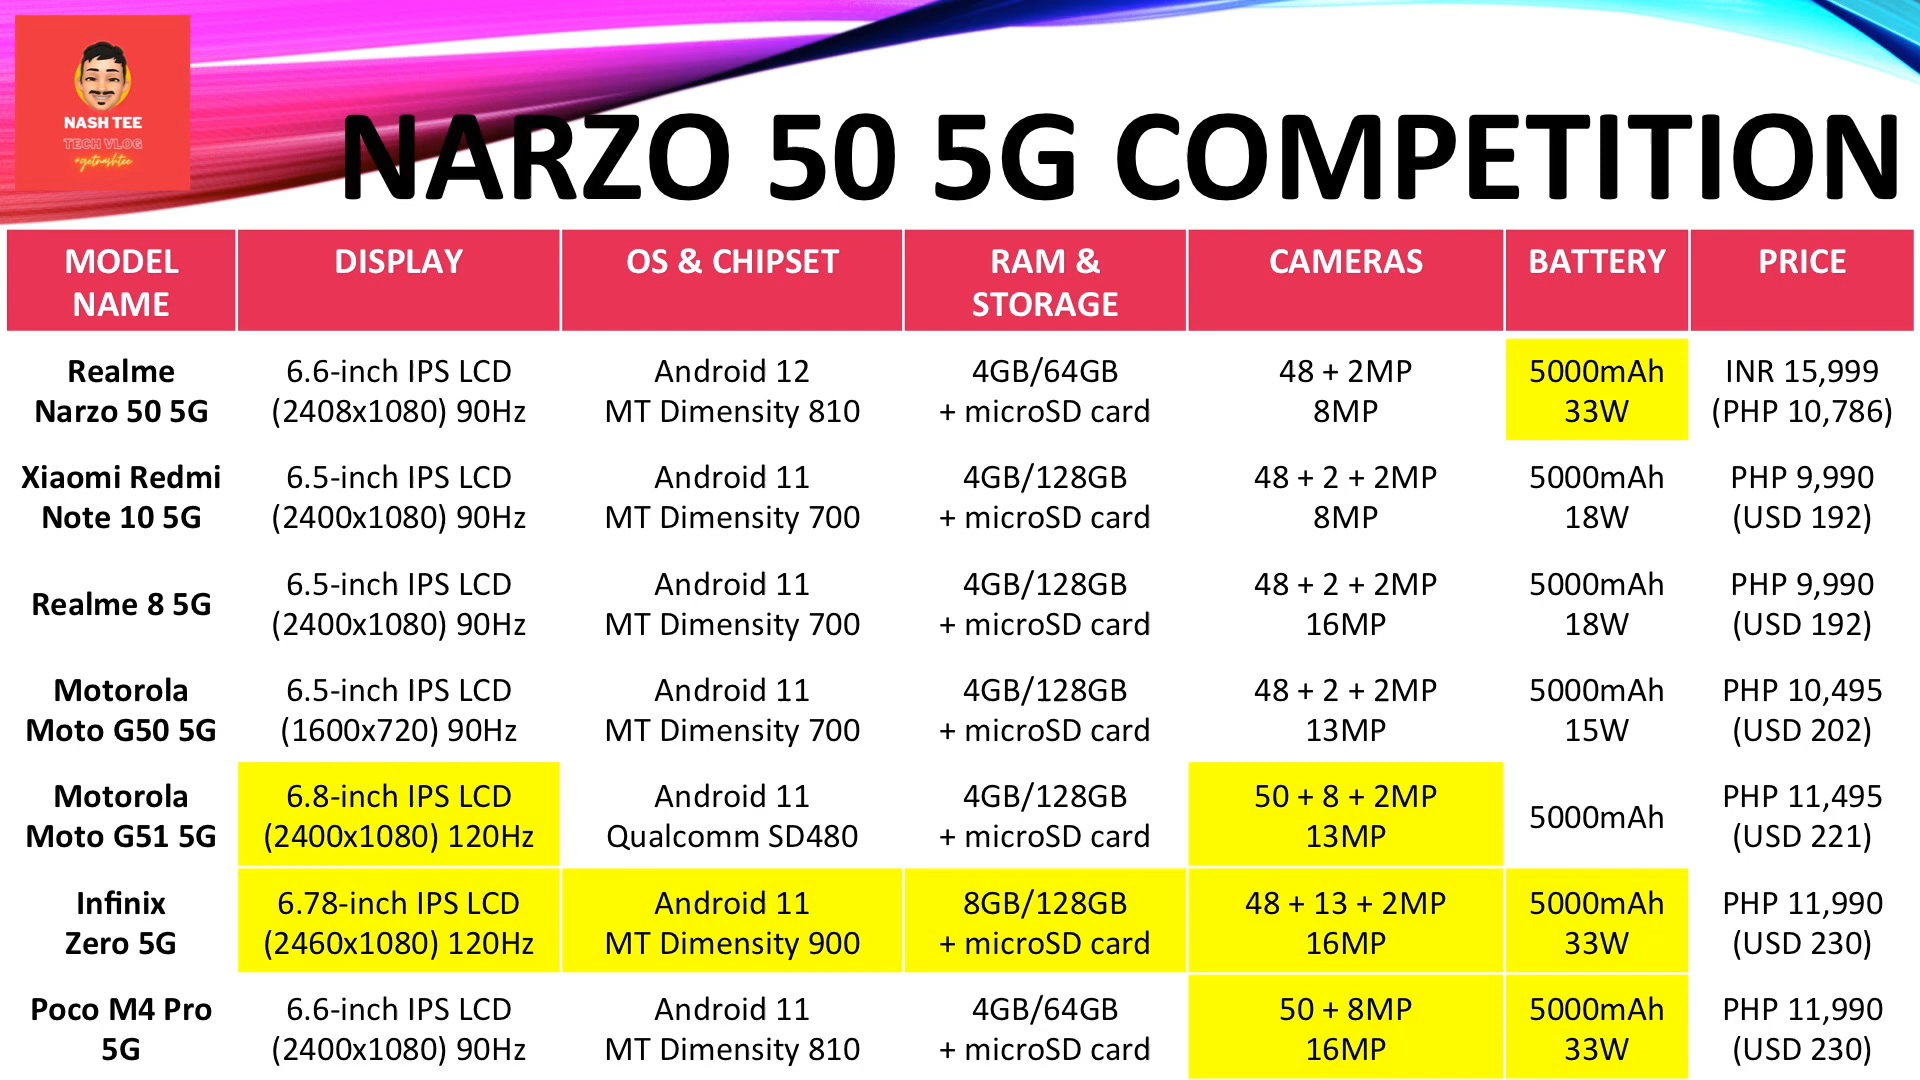 NASH TEE
TECH VLOG
#getnashtee
NARZO 50 5G COMPETITION
MODEL NAME DISPLAY OS & CHIPSET RAM & STORAGE CAMERAS BATTERY PRICE
Realme 6.6-inch IPS LCD Android 12 4GB/64GB 48 + 2MP 5000mAh INR 15,999
Narzo 50 5G (2408x1080) 90Hz MT Dimensity 810 + microSD card 8MP 33W (PHP 10,786)
Xiaomi Redmi 6.5-inch IPS LCD Android 11 4GB/128GB 48 + 2 + 2MP 5000mAh PHP 9,990
Note 10 5G (2400x1080) 90Hz MT Dimensity 700 + microSD card 8MP 18W (USD 192)
Realme 8 5G 6.5-inch IPS LCD Android 11 4GB/128GB 48 + 2 + 2MP 5000mAh PHP 9,990
(2400x1080) 90Hz MT Dimensity 700 + microSD card 16MP 18W (USD 192)
Motorola 6.5-inch IPS LCD Android 11 4GB/128GB 48 + 2 + 2MP 5000mAh PHP 10,495
Moto G50 5G (1600x720) 90Hz MT Dimensity 700 + microSD card 13MP 15W (USD 202)
Motorola 6.8-inch IPS LCD Android 11 4GB/128GB 50 + 8 + 2MP 5000mAh PHP 11,495
Moto G51 5G (2400x1080) 120Hz Qualcomm SD480 + microSD card 13MP (USD 221)
Infinix 6.78-inch IPS LCD Android 11 8GB/128GB 48 + 13 + 2MP 5000mAh PHP 11,990
Zero 5G (2460x1080) 120Hz MT Dimensity 900 + microSD card 16MP 33W (USD 230)
Poco M4 Pro 6.6-inch IPS LCD Android 11 4GB/64GB 50 + 8MP 5000mAh PHP 11,990
5G (2400x1080) 90Hz MT Dimensity 810 + microSD card 16MP 33W (USD 230)